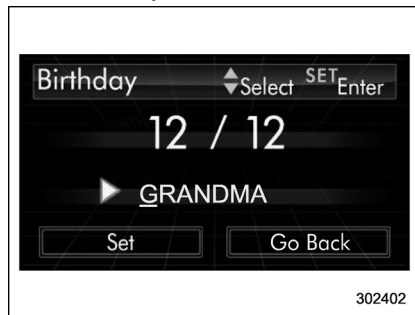 Birthday Select SET Enter
12 / 12
GRANDMA
Set Go Back
302402